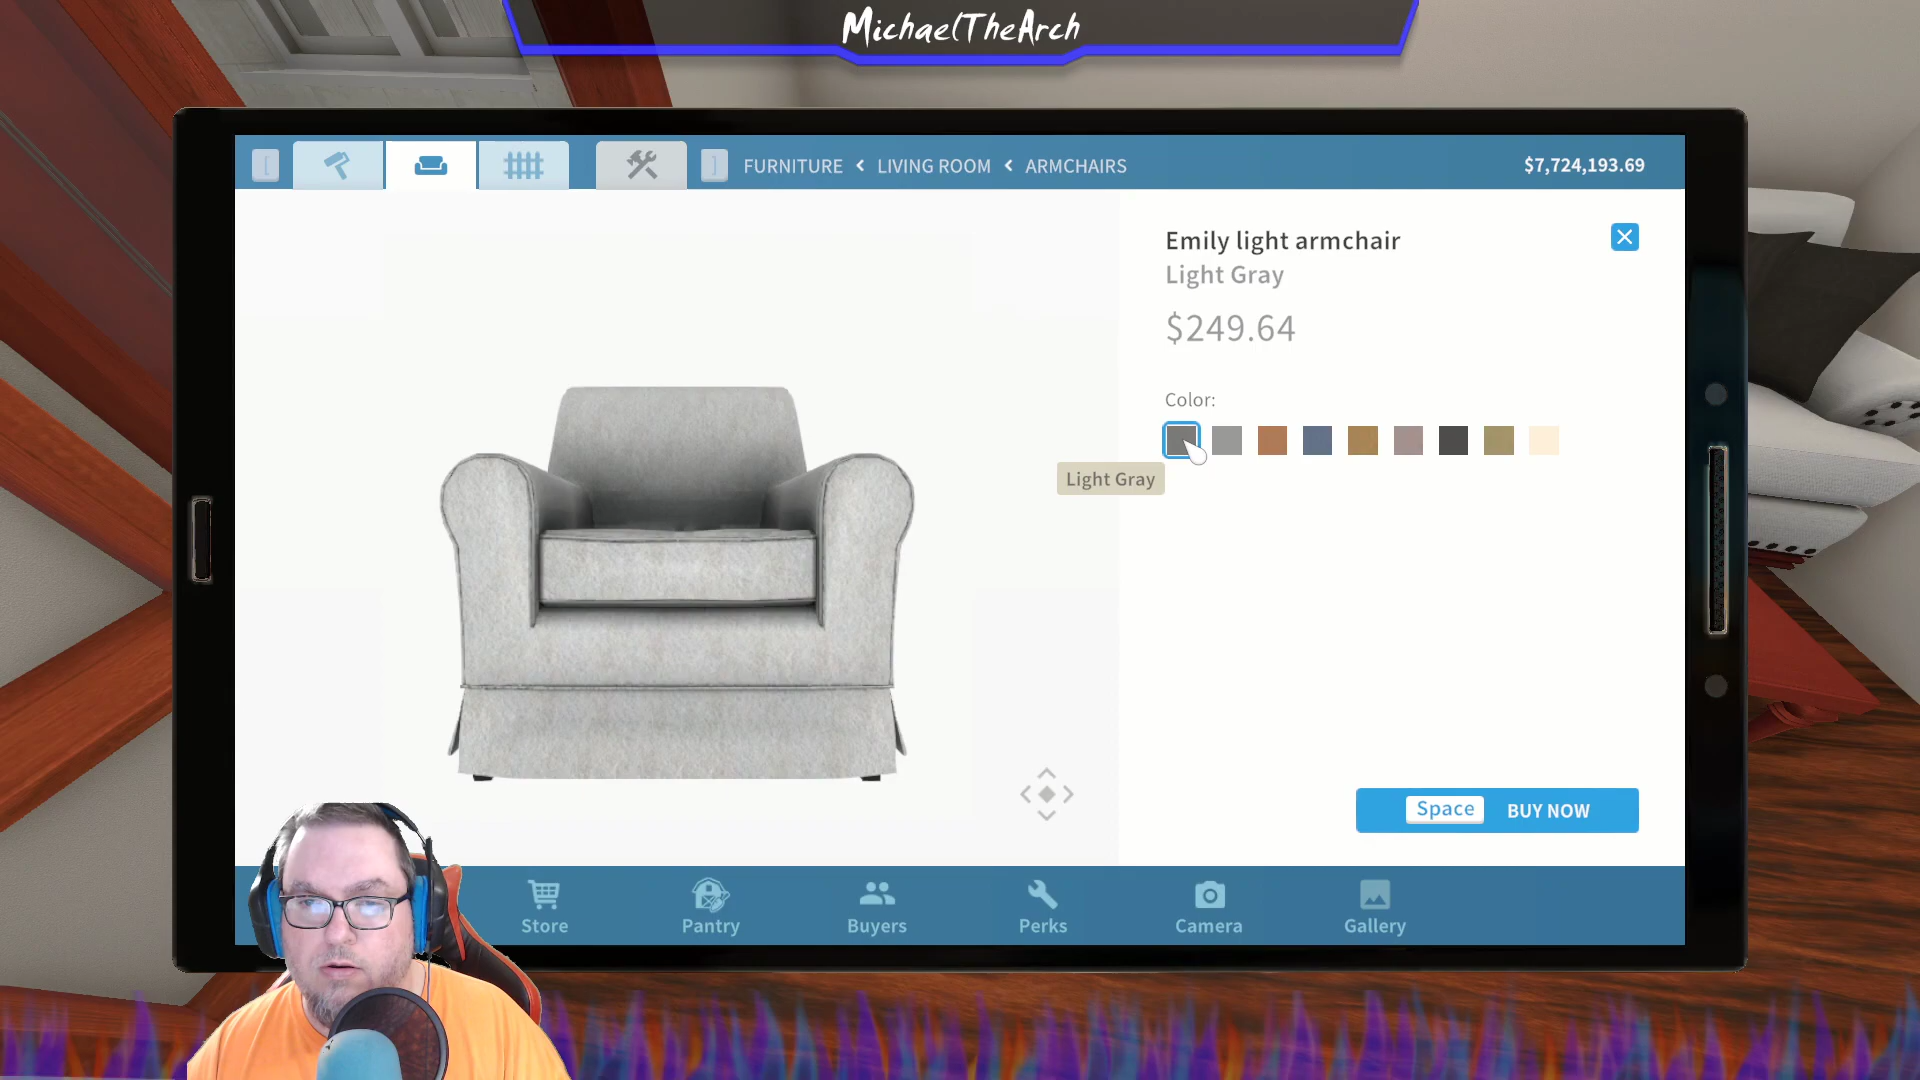 MichaelTheArch
[
]
FURNITURE < LIVING ROOM < ARMCHAIRS
$7,724,193.69
Emily light armchair
Light Gray
$249.64
Color:
Light Gray
Space BUY NOW
Store
Pantry
Buyers
Perks
Camera
Gallery